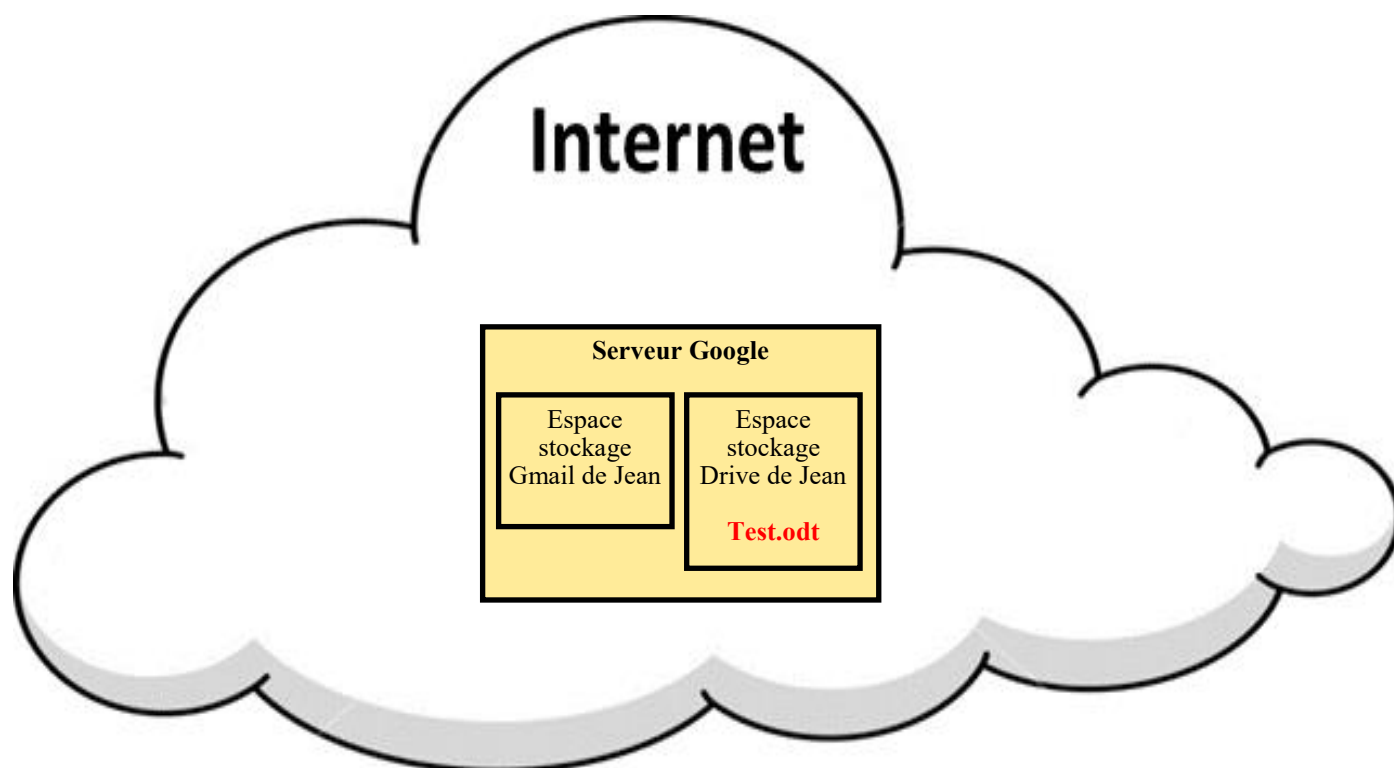 Internet
Serveur Google
Espace
stockage
Gmail de Jean
Espace
stockage
Drive de Jean
Test.odt